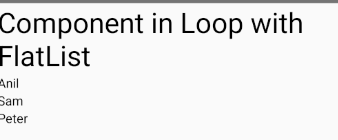 Component in Loop with
FlatList
Anil
Sam
Peter